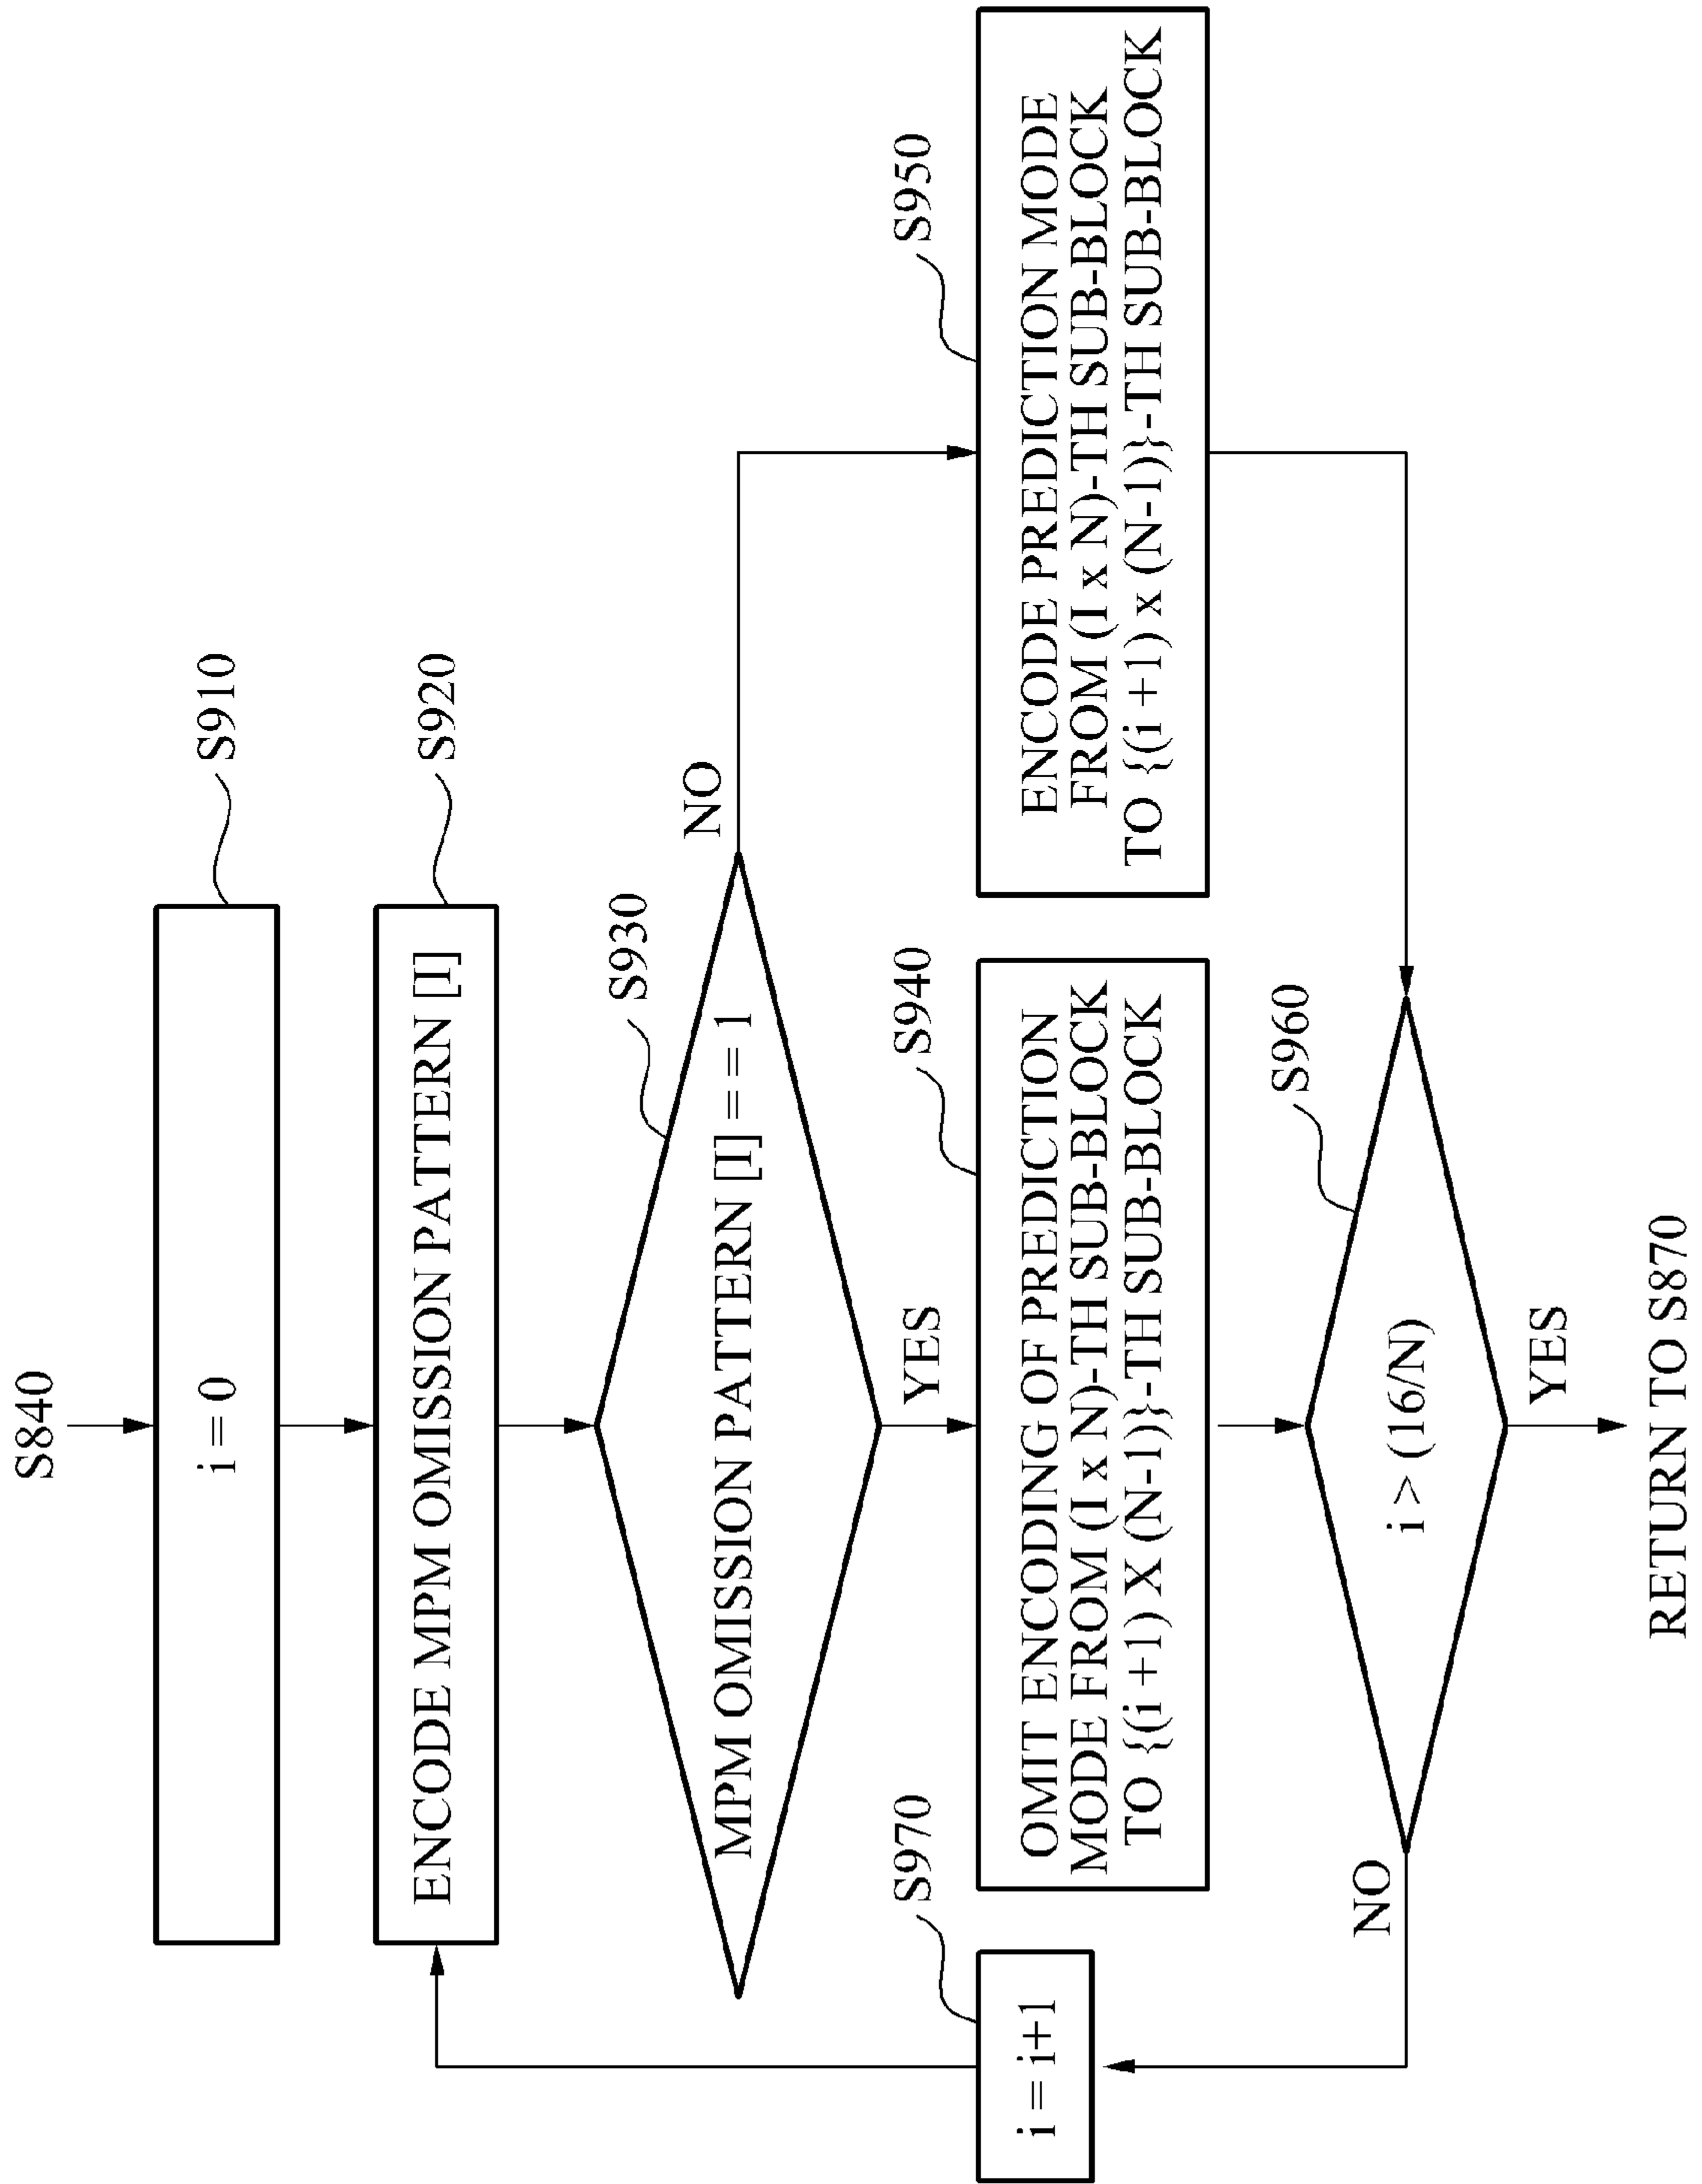 S840
i = 0
S910
ENCODE MPM OMISSION PATTERN [I]
S920
MPM OMISSION PATTERN [I] = = 1
S930
NO
YES
OMIT ENCODING OF PREDICTION
MODE FROM (I x N)-TH SUB-BLOCK
TO {(i +1) X (N-1)}-TH SUB-BLOCK
S940
ENCODE PREDICTION MODE
FROM (I x N)-TH SUB-BLOCK
TO {(i +1) x (N-1)}-TH SUB-BLOCK
S950
i = i+1
S970
i > (16/N)
S960
NO
YES
RETURN TO S870